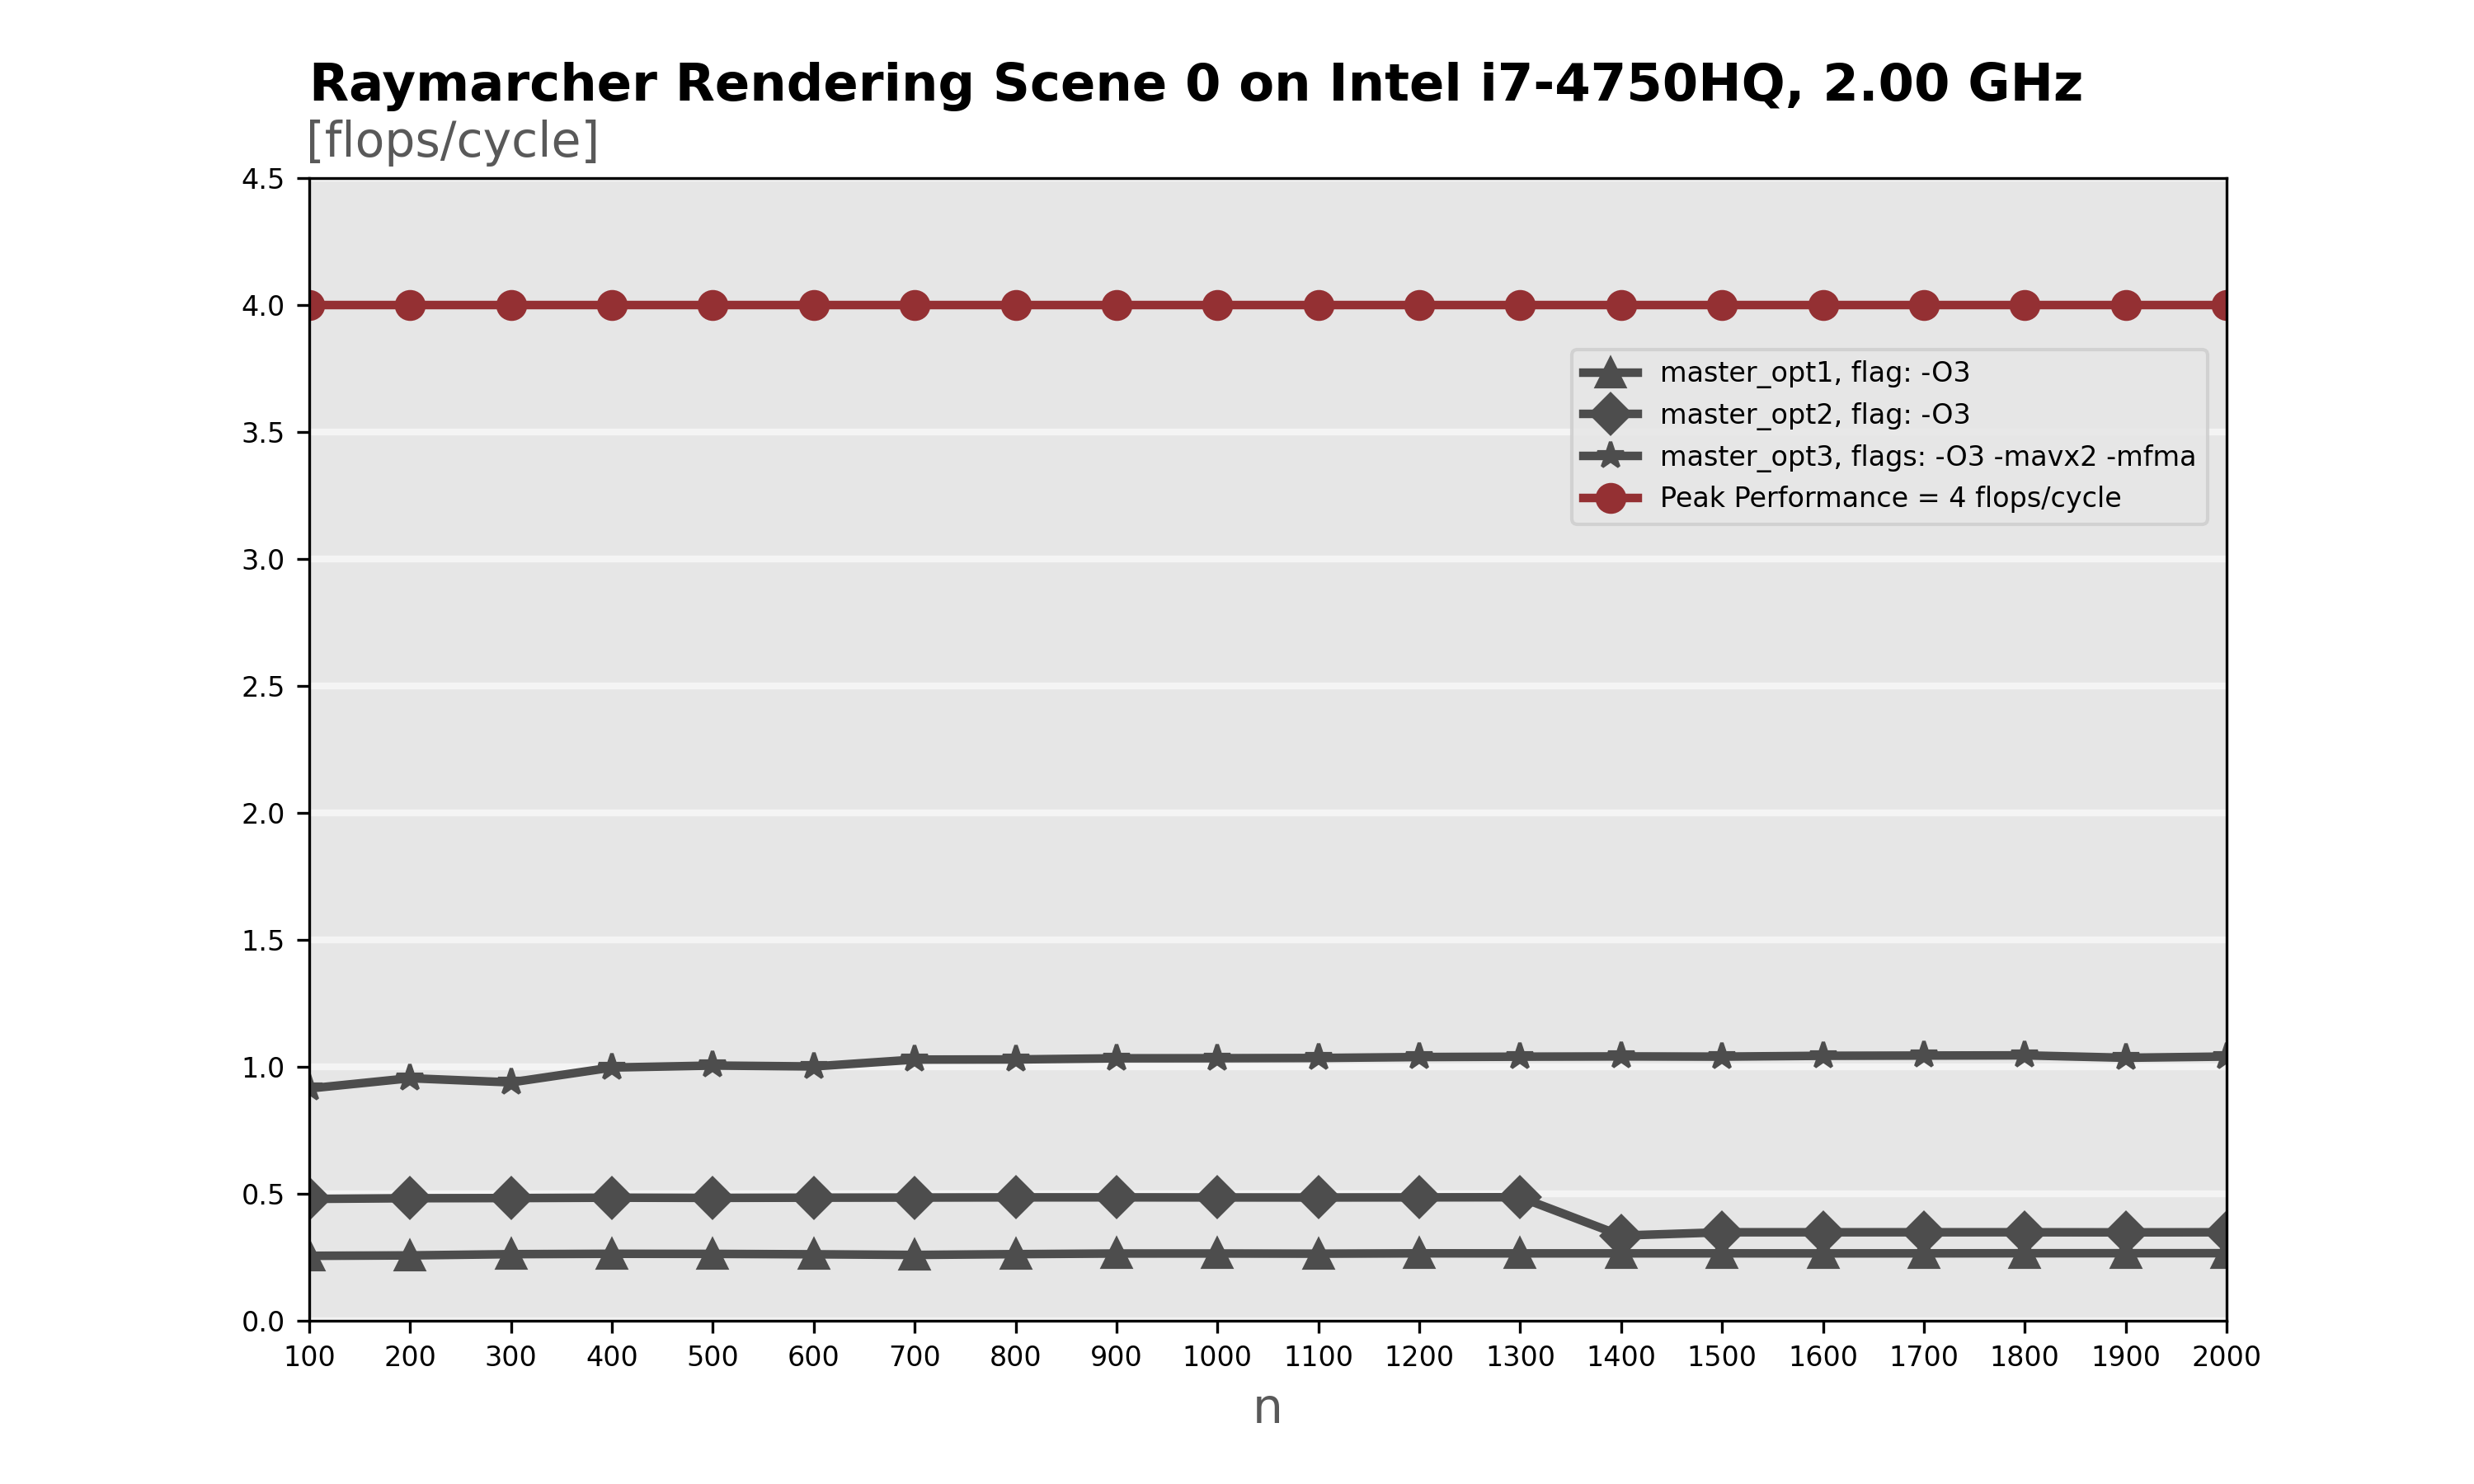 Raymarcher Rendering Scene 0 on Intel i7-4750HQ, 2.00 GHz
[flops/cycle]
4.5
4.0
master_opt1, flag: -O3
master_opt2, flag: -O3
3.5
master_opt3, flags: -O3 -mavx2 -mfma
Peak Performance = 4 flops/cycle
3.0
2.5
2.0
1.5
1.0
0.5
0.0
100 200 300 400 500 600 700 800 900 1000 1100 1200 1300 1400 1500 1600 1700 1800 1900 2000
n